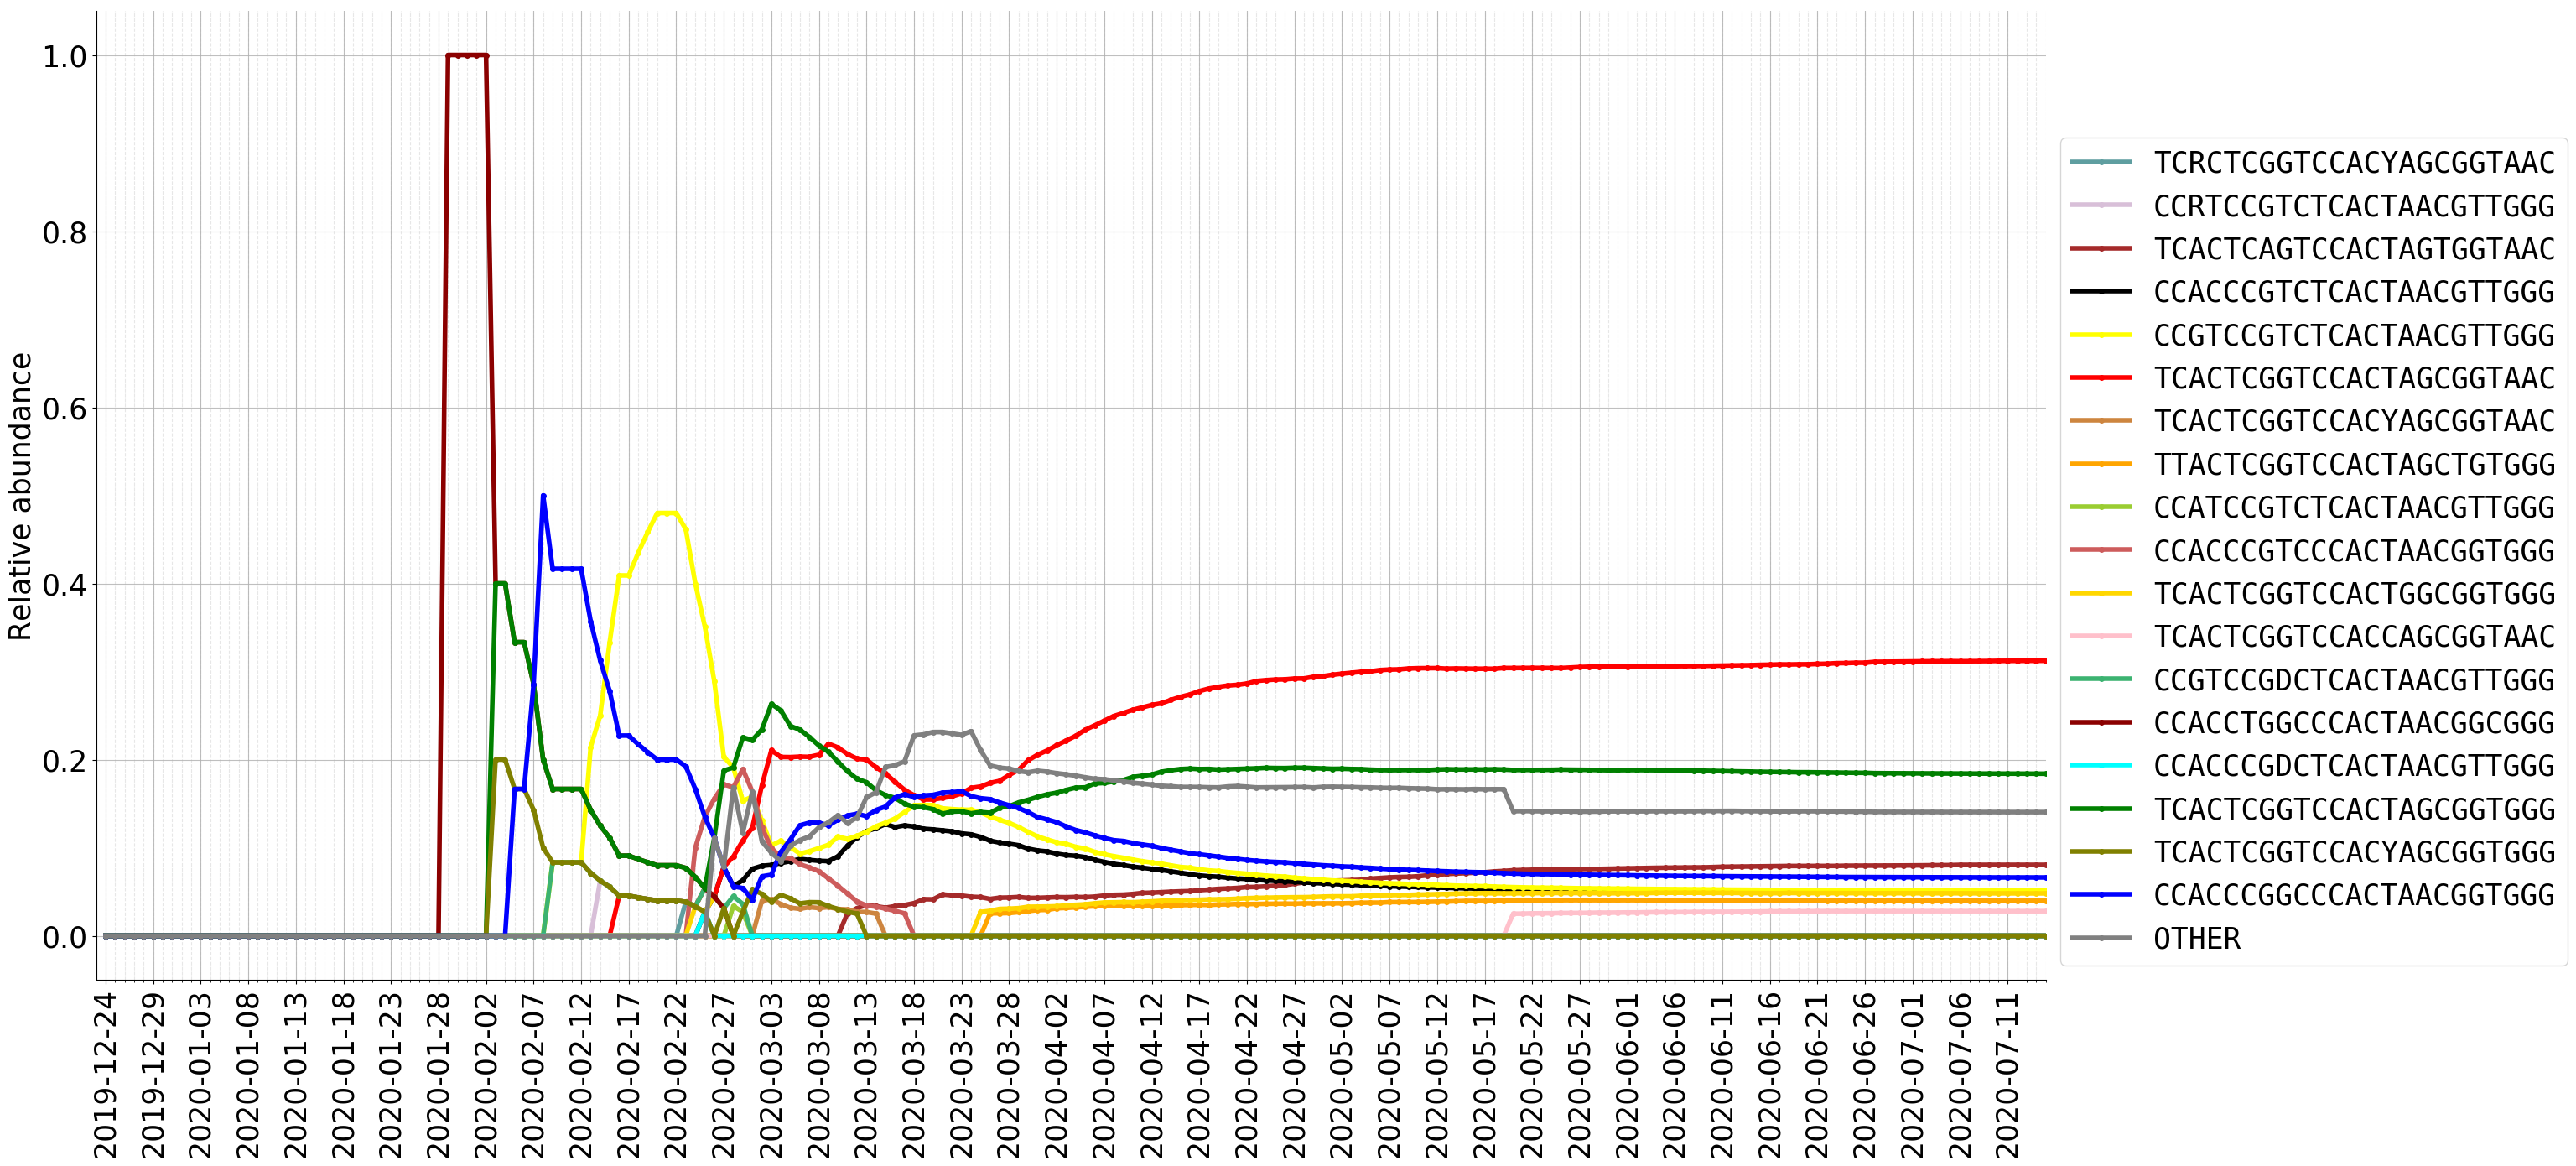 Relative abundance
1.0
0.8
0.6
0.4
0.2
0.0
2019-12-24
2019-12-29
2020-01-03
2020-01-08
2020-01-13
2020-01-18
2020-01-23
2020-01-28
2020-02-02
2020-02-07
2020-02-12
2020-02-17
2020-02-22
2020-02-27
2020-03-03
2020-03-08
2020-03-13
2020-03-18
2020-03-23
2020-03-28
2020-04-02
2020-04-07
2020-04-12
2020-04-17
2020-04-22
2020-04-27
2020-05-02
2020-05-07
2020-05-12
2020-05-17
2020-05-22
2020-05-27
2020-06-01
2020-06-06
2020-06-11
2020-06-16
2020-06-21
2020-06-26
2020-07-01
2020-07-06
2020-07-11
TCRCTCGGTCCACYAGCGGTAAC
CCRTCCGTCTCACTAACGTTGGG
TCACTCAGTCCACTAGTGGTAAC
CCACCCGTCTCACTAACGTTGGG
CCGTCCGTCTCACTAACGTTGGG
TCACTCGGTCCACTAGCGGTAAC
TCACTCGGTCCACYAGCGGTAAC
TTACTCGGTCCACTAGCTGTGGG
CCATCCGTCTCACTAACGTTGGG
CCACCCGTCCCACTAACGGTGGG
TCACTCGGTCCACTGGCGGTGGG
TCACTCGGTCCACCAGCGGTAAC
CCGTCCGDCTCACTAACGTTGGG
CCACCTGGCCCACTAACGGCGGG
CCACCCGDCTCACTAACGTTGGG
TCACTCGGTCCACTAGCGGTGGG
TCACTCGGTCCACYAGCGGTGGG
CCACCCGGCCCACTAACGGTGGG
OTHER